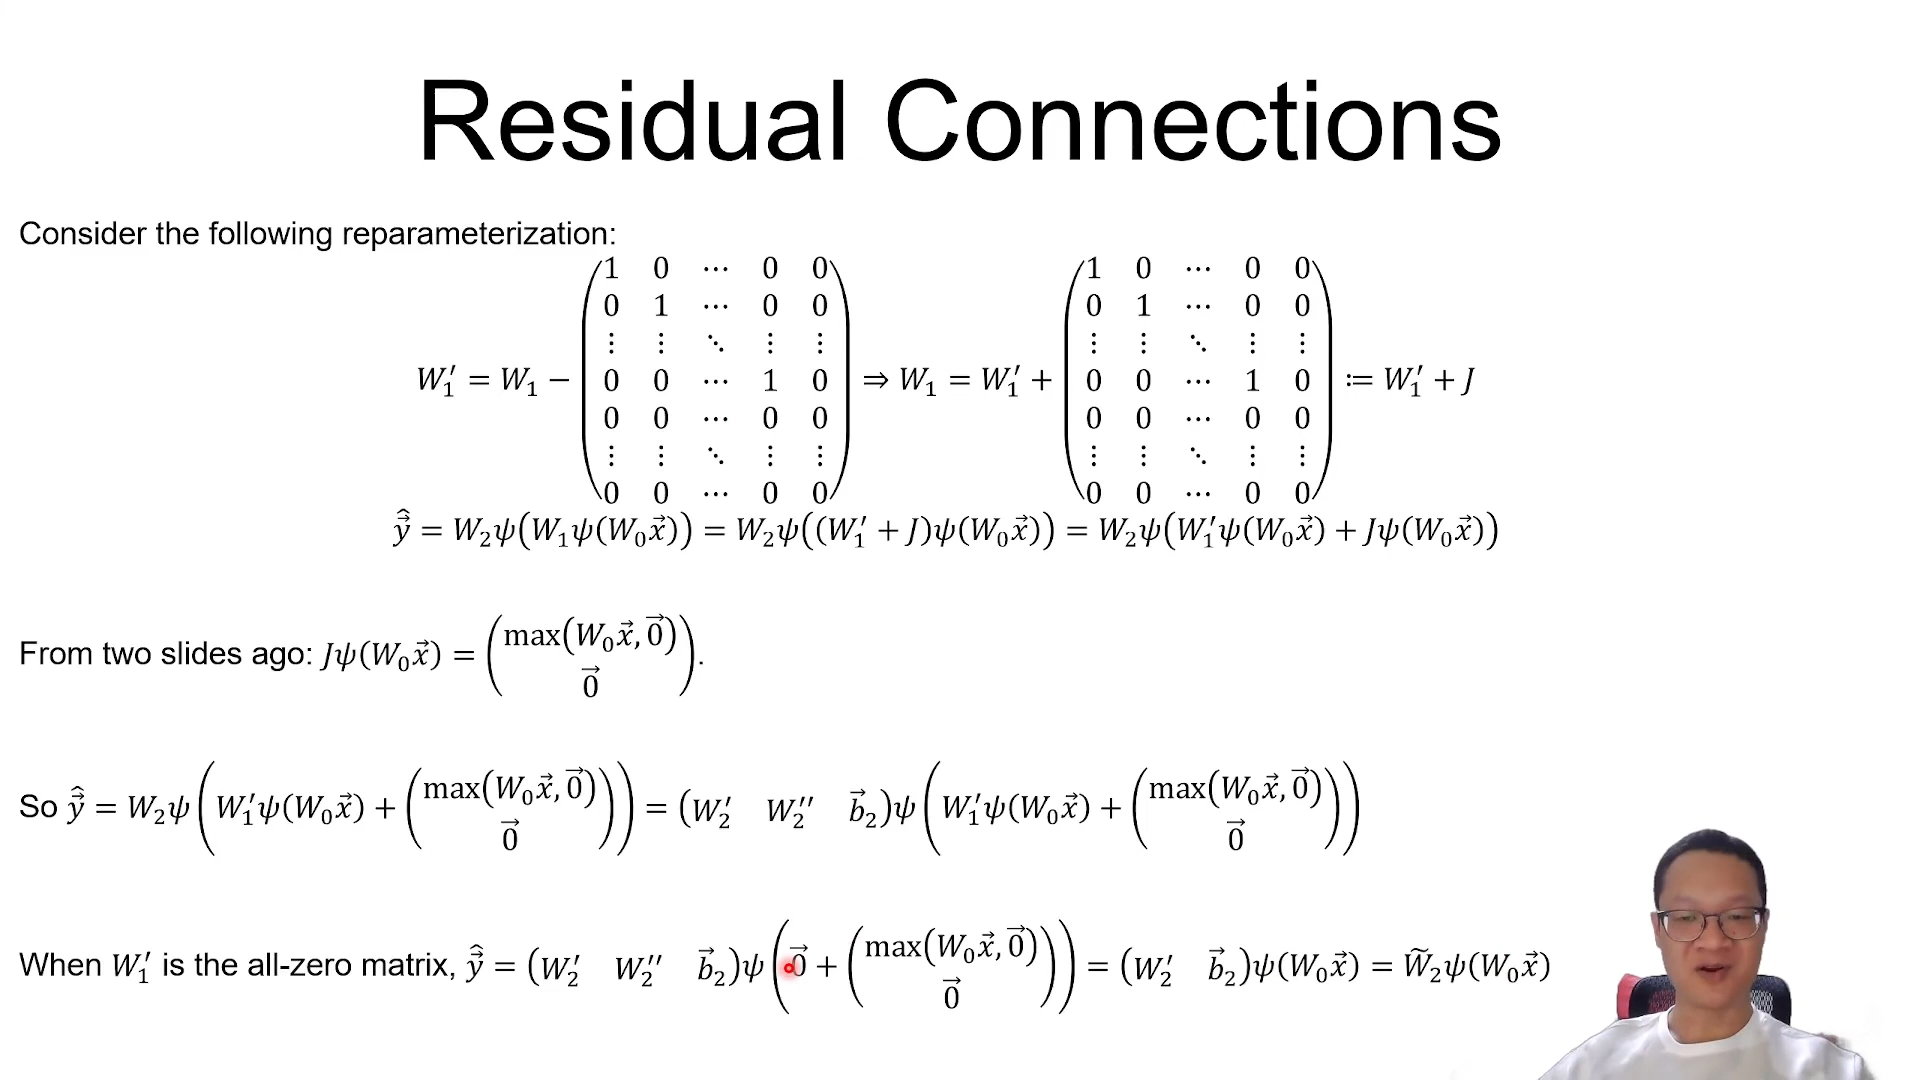 Residual Connections
Consider the following reparameterization:
W₁′ = W₁ − (1 0 ⋯ 0 0; 0 1 ⋯ 0 0; ⋮ ⋮ ⋱ ⋮ ⋮; 0 0 ⋯ 1 0; 0 0 ⋯ 0 0; ⋮ ⋮ ⋱ ⋮ ⋮; 0 0 ⋯ 0 0) ⇒ W₁ = W₁′ + (1 0 ⋯ 0 0; 0 1 ⋯ 0 0; ⋮ ⋮ ⋱ ⋮ ⋮; 0 0 ⋯ 1 0; 0 0 ⋯ 0 0; ⋮ ⋮ ⋱ ⋮ ⋮; 0 0 ⋯ 0 0) ≔ W₁′ + J
ŷ⃗ = W₂ψ(W₁ψ(W₀x⃗)) = W₂ψ((W₁′ + J)ψ(W₀x⃗)) = W₂ψ(W₁′ψ(W₀x⃗) + Jψ(W₀x⃗))
From two slides ago: Jψ(W₀x⃗) = (max(W₀x⃗, 0⃗); 0⃗).
So ŷ⃗ = W₂ψ(W₁′ψ(W₀x⃗) + (max(W₀x⃗, 0⃗); 0⃗)) = (W₂′ W₂′′ b⃗₂)ψ(W₁′ψ(W₀x⃗) + (max(W₀x⃗, 0⃗); 0⃗))
When W₁′ is the all-zero matrix, ŷ⃗ = (W₂′ W₂′′ b⃗₂)ψ(0⃗ + (max(W₀x⃗, 0⃗); 0⃗)) = (W₂′ b⃗₂)ψ(W₀x⃗) = W̃₂ψ(W₀x⃗)